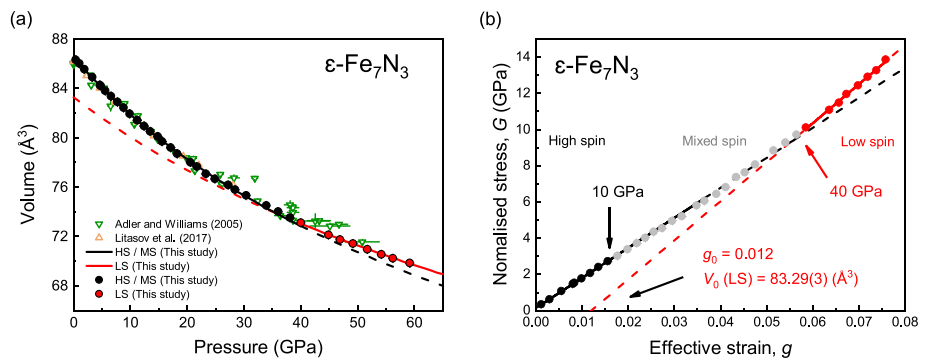 (a)
ε-Fe7N3
Volume (Å³)
88
84
80
76
72
68
Adler and Williams (2005)
Litasov et al. (2017)
HS / MS (This study)
LS (This study)
HS / MS (This study)
LS (This study)
0 10 20 30 40 50 60
Pressure (GPa)
(b)
ε-Fe7N3
Nomalised stress, G (GPa)
14
12
10
8
6
4
2
0
High spin
Mixed spin
Low spin
10 GPa
40 GPa
g0 = 0.012
V0 (LS) = 83.29(3) (Å³)
0.00 0.01 0.02 0.03 0.04 0.05 0.06 0.07 0.08
Effective strain, g